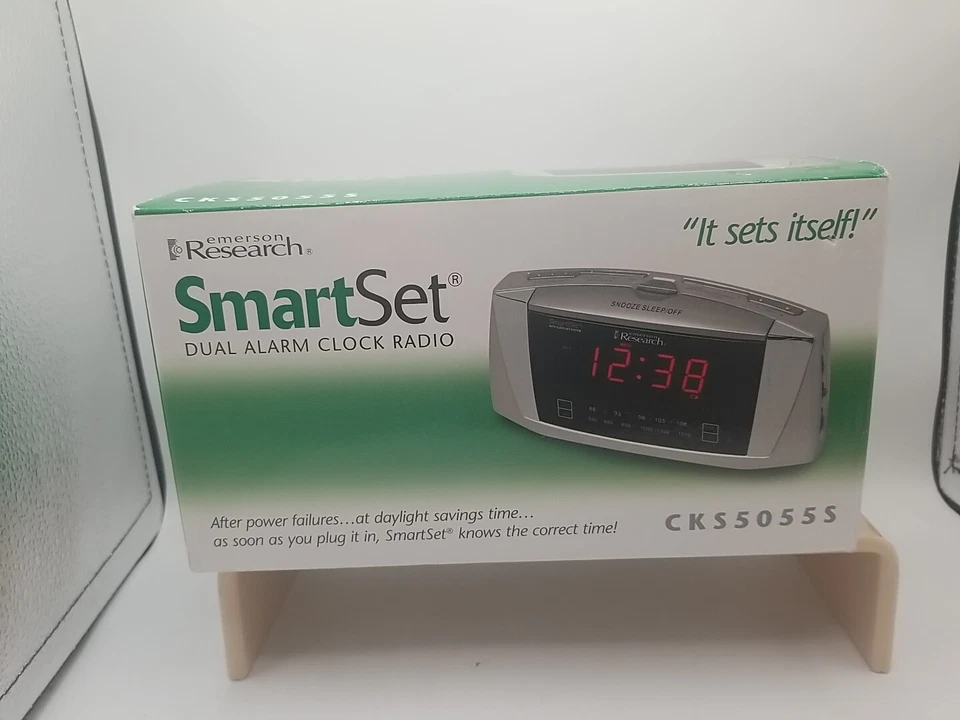 CKS5055S
emerson
Research®
"It sets itself!"
SmartSet®
DUAL ALARM CLOCK RADIO
SNOOZE SLEEP/OFF
Research
12:38
After power failures...at daylight savings time...
as soon as you plug it in, SmartSet® knows the correct time!
CKS5055S